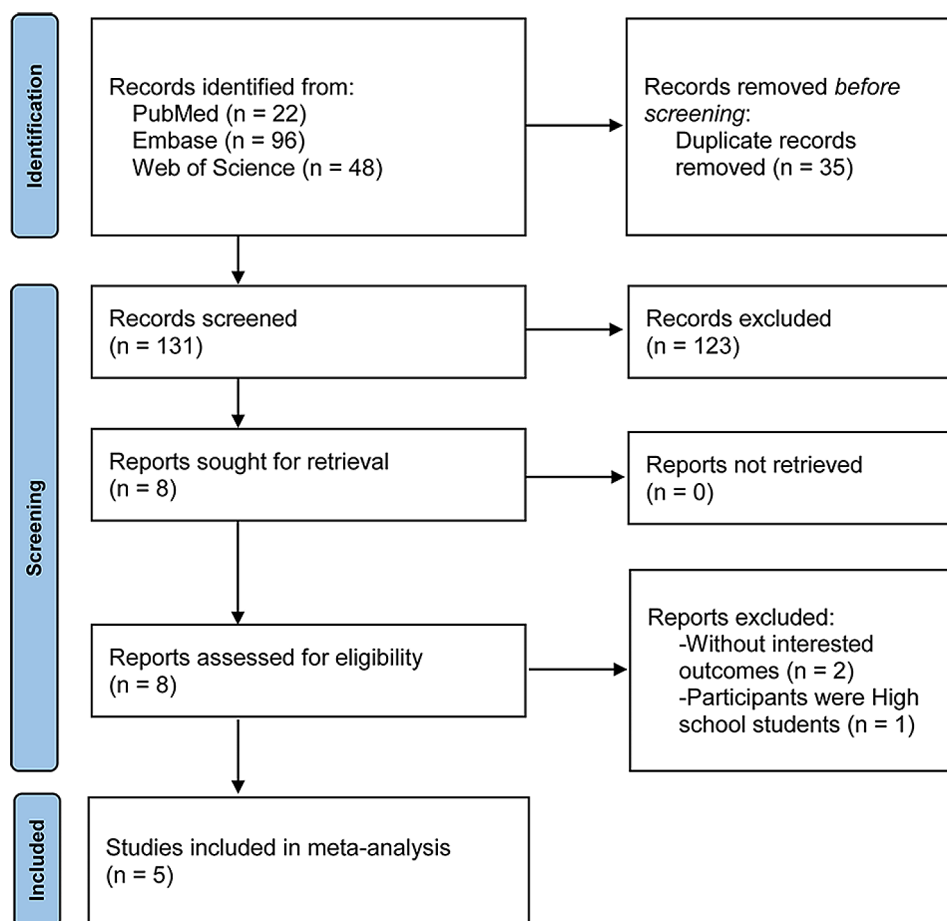 Identification
Records identified from:
PubMed (n = 22)
Embase (n = 96)
Web of Science (n = 48)
Records removed before
screening:
Duplicate records
removed (n = 35)
Screening
Records screened
(n = 131)
Records excluded
(n = 123)
Reports sought for retrieval
(n = 8)
Reports not retrieved
(n = 0)
Reports assessed for eligibility
(n = 8)
Reports excluded:
-Without interested
outcomes (n = 2)
-Participants were High
school students (n = 1)
Included
Studies included in meta-analysis
(n = 5)